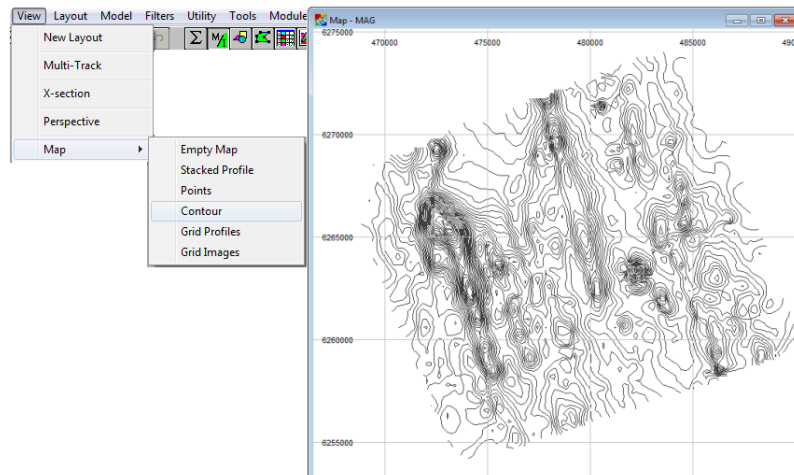 View Layout Model Filters Utility Tools Module
New Layout
Multi-Track
X-section
Perspective
Map
Empty Map
Stacked Profile
Points
Contour
Grid Profiles
Grid Images
Map - MAG
470000 475000 480000 485000 490
6275000
6270000
6265000
6260000
6255000